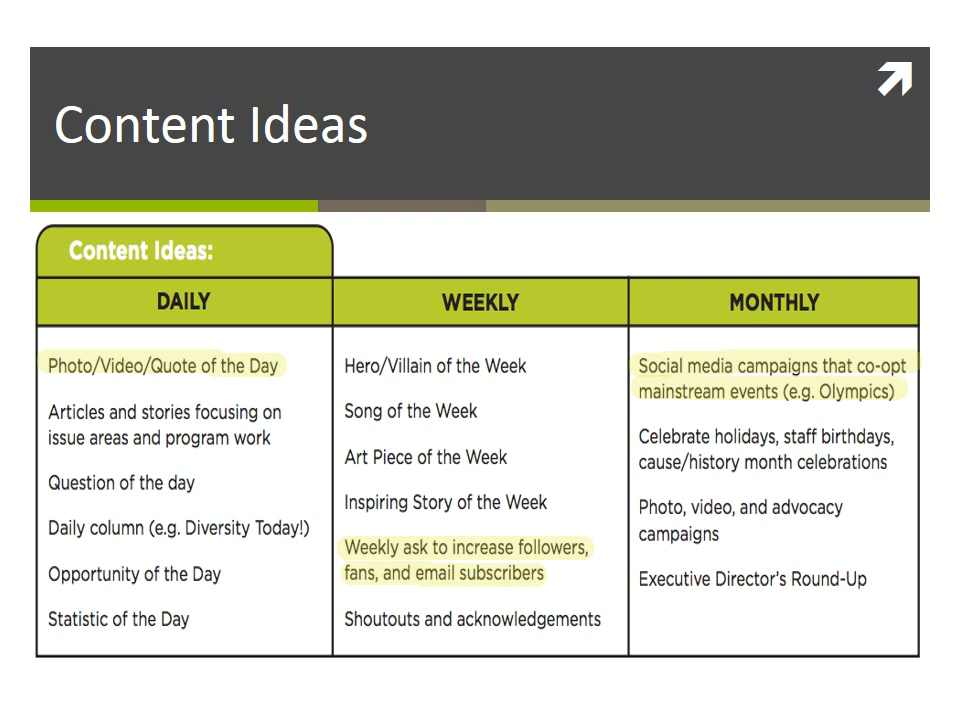 Content Ideas
Content Ideas:
DAILY
Photo/Video/Quote of the Day
Articles and stories focusing on
issue areas and program work
Question of the day
Daily column (e.g. Diversity Today!)
Opportunity of the Day
Statistic of the Day
WEEKLY
Hero/Villain of the Week
Song of the Week
Art Piece of the Week
Inspiring Story of the Week
Weekly ask to increase followers,
fans, and email subscribers
Shoutouts and acknowledgements
MONTHLY
Social media campaigns that co-opt
mainstream events (e.g. Olympics)
Celebrate holidays, staff birthdays,
cause/history month celebrations
Photo, video, and advocacy
campaigns
Executive Director's Round-Up